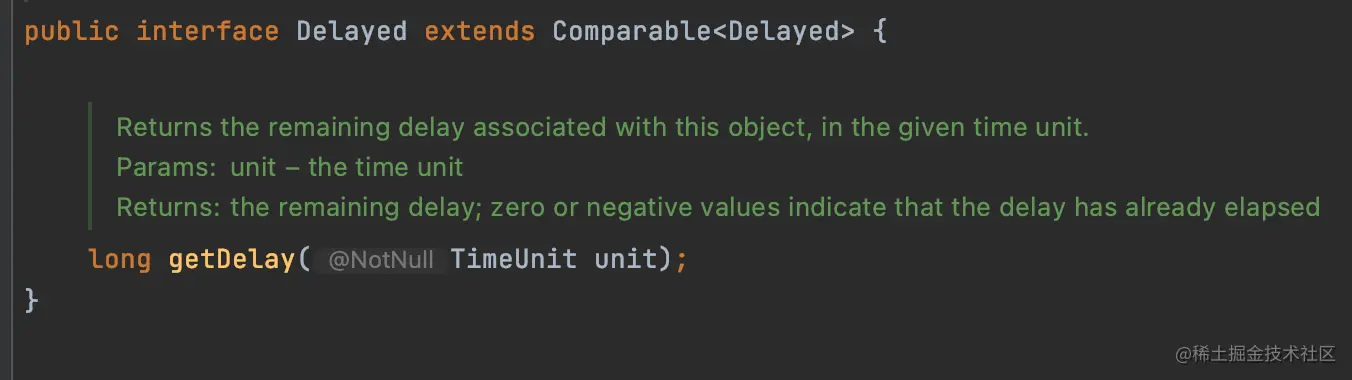 public interface Delayed extends Comparable<Delayed> {
Returns the remaining delay associated with this object, in the given time unit.
Params: unit – the time unit
Returns: the remaining delay; zero or negative values indicate that the delay has already elapsed
long getDelay( @NotNull TimeUnit unit);
}
@稀土掘金技术社区